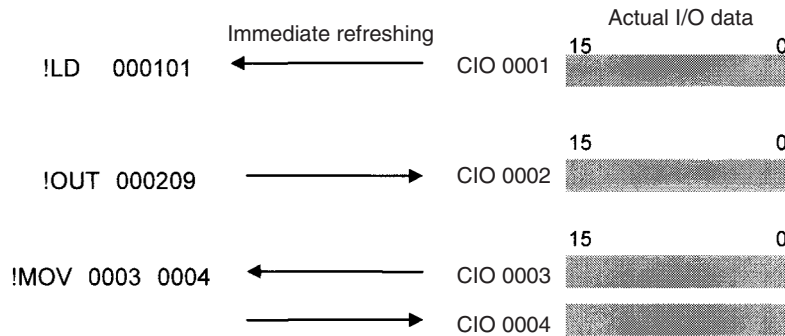 Actual I/O data
Immediate refreshing
15 0
!LD 000101 CIO 0001
15 0
!OUT 000209 CIO 0002
15 0
!MOV 0003 0004 CIO 0003
CIO 0004